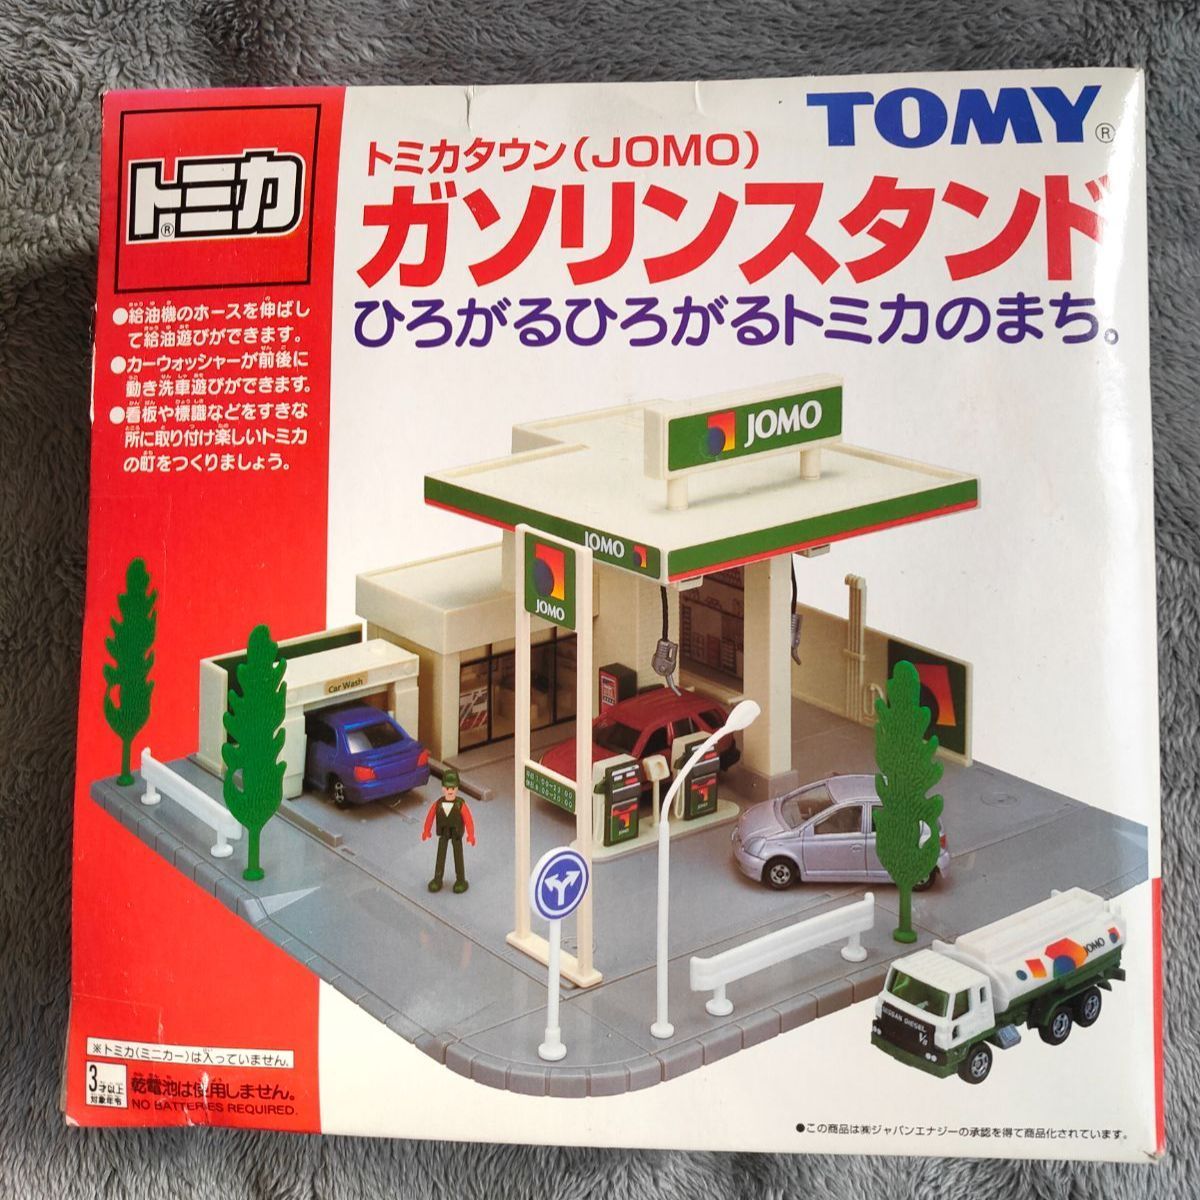 トミカ®
TOMY®
トミカタウン(JOMO)
ガソリンスタンド
ひろがるひろがるトミカのまち。
●給油機のホースを伸ばし
て給油遊びができます。
●カーウォッシャーが前後に
動き洗車遊びができます。
●看板や標識などをすきな
所に取り付け楽しいトミカ
の町をつくりましょう。
JOMO
JOMO
JOMO
Car Wash
JOMO
JOMO
JOMO
NISSAN DIESEL
※トミカ(ミニカー)は入っていません。
3才以上
対象年令
乾電池は使用しません。
NO BATTERIES REQUIRED.
●この商品は㈱ジャパンエナジーの承認を得て商品化されています。